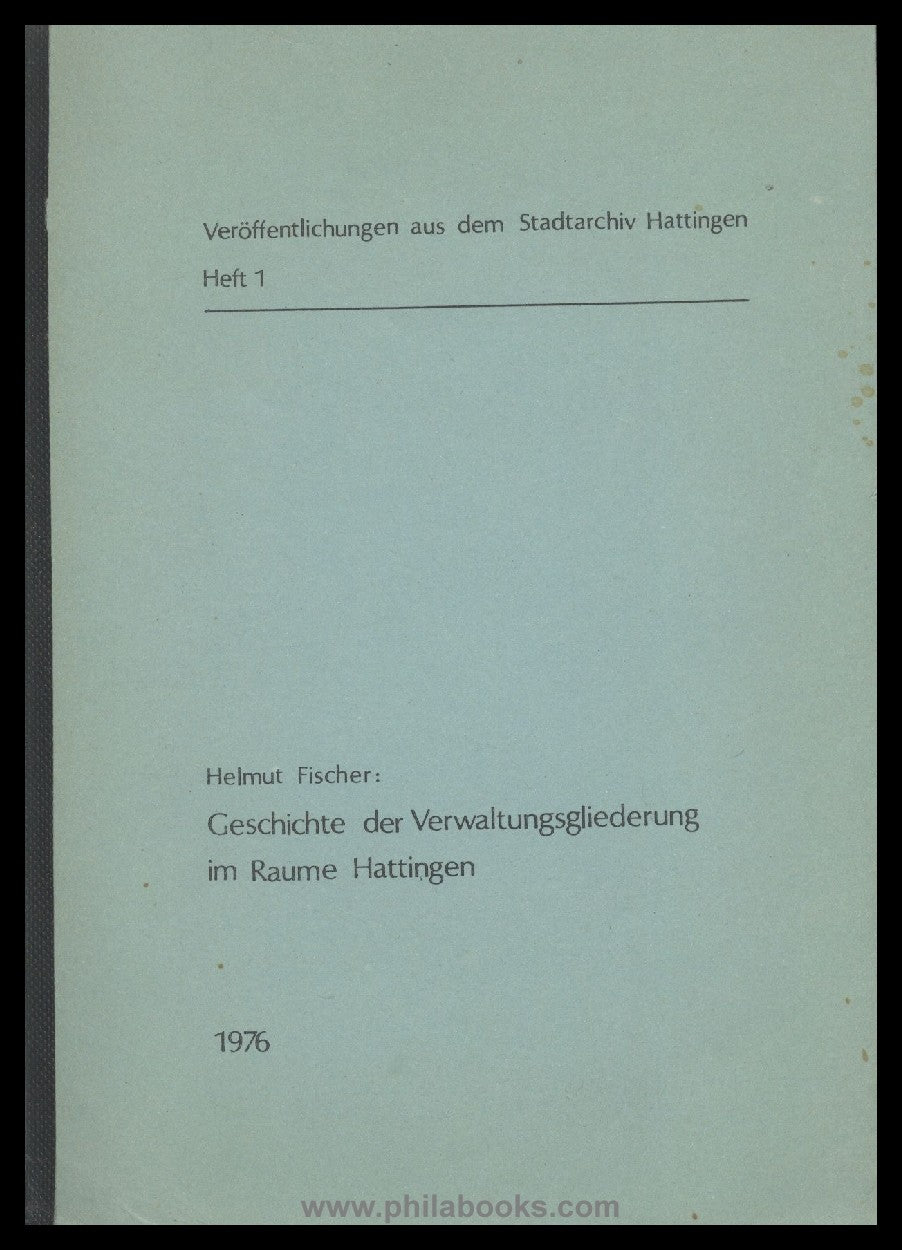 Veröffentlichungen aus dem Stadtarchiv Hattingen
Heft 1
Helmut Fischer:
Geschichte der Verwaltungsgliederung
im Raume Hattingen
1976
www.philabooks.com